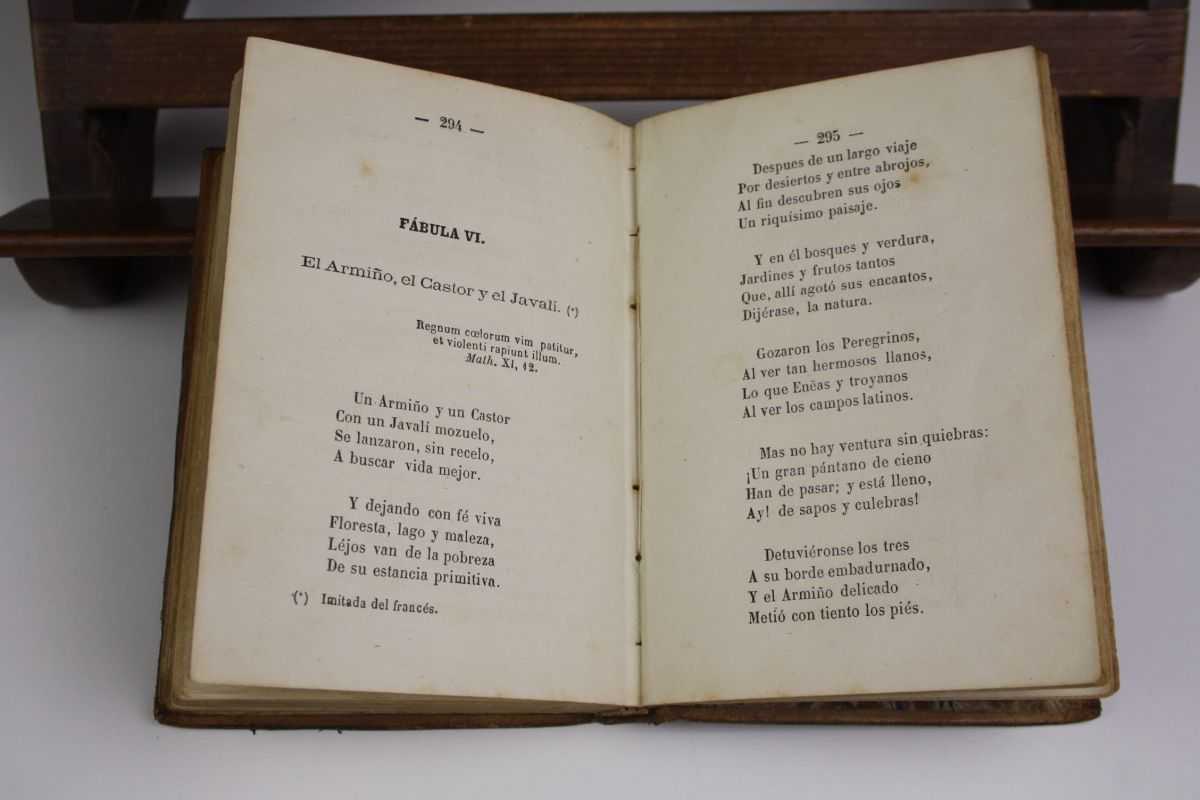 — 294 —
FÁBULA VI.
El Armiño, el Castor y el Javalí. (*)
Regnum cœlorum vim patitur,
et violenti rapiunt illum.
Math. XI, 12.
Un Armiño y un Castor
Con un Javalí mozuelo,
Se lanzaron, sin recelo,
A buscar vida mejor.
Y dejando con fé viva
Floresta, lago y maleza,
Léjos van de la pobreza
De su estancia primitiva.
(*) Imitada del francés.
— 295 —
Despues de un largo viaje
Por desiertos y entre abrojos,
Al fin descubren sus ojos
Un riquísimo paisaje.
Y en él bosques y verdura,
Jardines y frutos tantos
Que, allí agotó sus encantos,
Dijérase, la natura.
Gozaron los Peregrinos,
Al ver tan hermosos llanos,
Lo que Enéas y troyanos
Al ver los campos latinos.
Mas no hay ventura sin quiebras:
¡Un gran pántano de cieno
Han de pasar; y está lleno,
Ay! de sapos y culebras!
Detuviéronse los tres
A su borde embadurnado,
Y el Armiño delicado
Metió con tiento los piés.